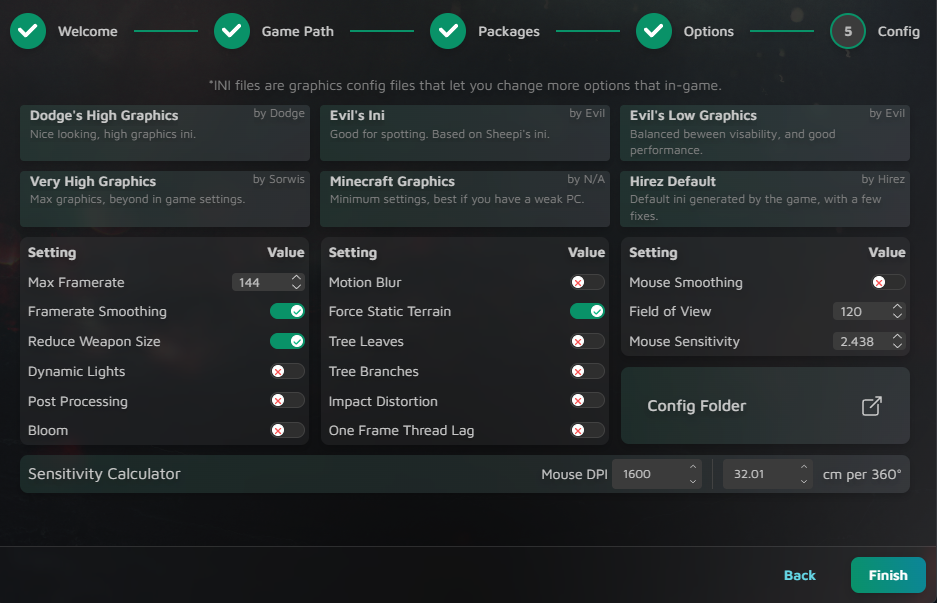 Welcome
Game Path
Packages
Options
5
Config
*INI files are graphics config files that let you change more options that in-game.
Dodge's High Graphics
by Dodge
Nice looking, high graphics ini.
Evil's Ini
by Evil
Good for spotting. Based on Sheepi's ini.
Evil's Low Graphics
by Evil
Balanced beween visability, and good
performance.
Very High Graphics
by Sorwis
Max graphics, beyond in game settings.
Minecraft Graphics
by N/A
Minimum settings, best if you have a weak PC.
Hirez Default
by Hirez
Default ini generated by the game, with a few
fixes.
Setting Value
Max Framerate 144
Framerate Smoothing
Reduce Weapon Size
Dynamic Lights
Post Processing
Bloom
Setting Value
Motion Blur
Force Static Terrain
Tree Leaves
Tree Branches
Impact Distortion
One Frame Thread Lag
Setting Value
Mouse Smoothing
Field of View 120
Mouse Sensitivity 2.438
Config Folder
Sensitivity Calculator Mouse DPI 1600 32.01 cm per 360°
Back
Finish